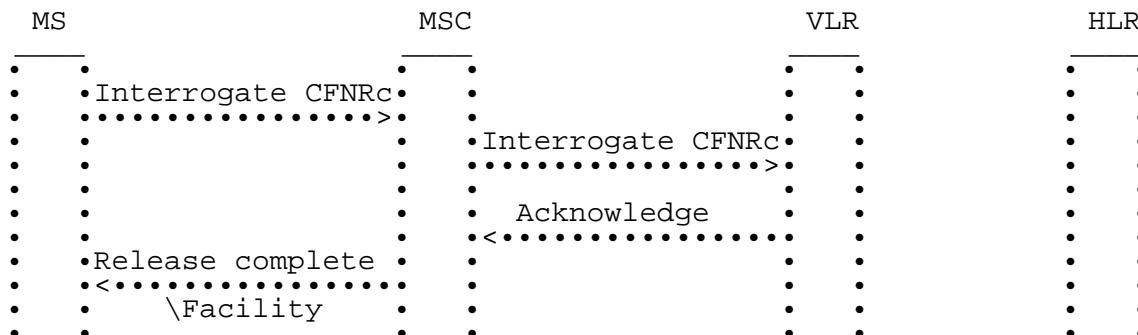 MS MSC VLR HLR
Interrogate CFNRc
Interrogate CFNRc
Acknowledge
Release complete
\Facility